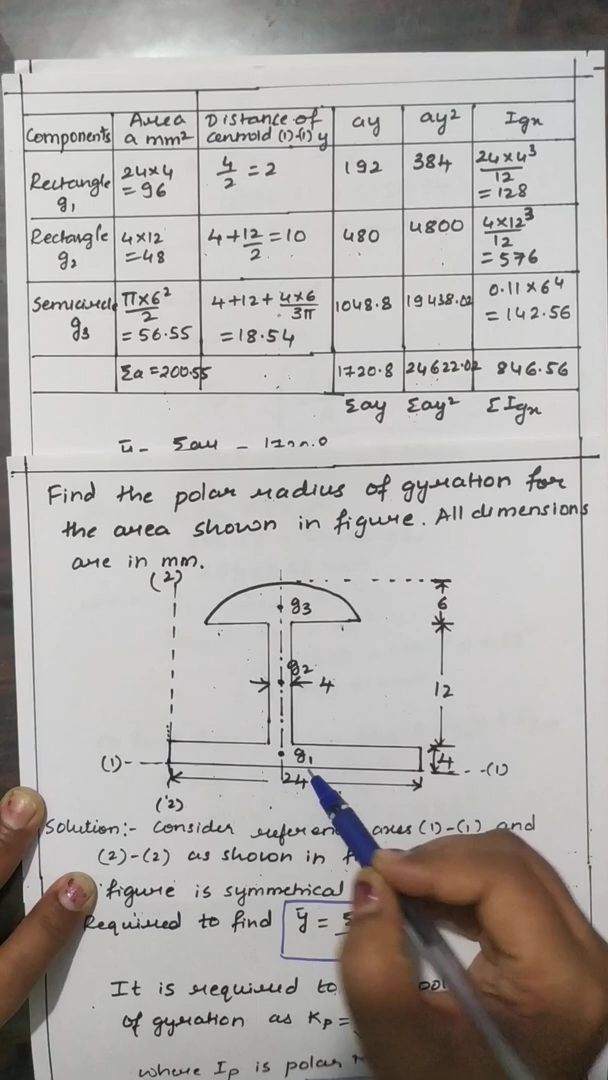 Components Area a mm² Distance of centroid (1)-(1) y ay ay² Igx
Rectangle g₁ 24×4 = 96 4/2 = 2 192 384 24×4³/12 = 128
Rectangle g₂ 4×12 = 48 4+12/2 = 10 480 4800 4×12³/12 = 576
Semicircle g₃ π×6²/2 = 56.55 4+12+4×6/3π = 18.54 1048.8 19438.02 0.11×6⁴ = 142.56
Σa = 200.55 1720.8 24622.02 846.56
Σay Σay² ΣIgx
Find the polar radius of gyration for
the area shown in figure. All dimensions
are in mm.
(2)
g3
6
g2
4
12
(1) g₁ 4 (1)
24
(2)
Solution:- Consider axes (1)-(1) and
(2)-(2) as shown in
figure is symmetrical
Required to find ȳ =
It is required to
of gyration as Kp =
where Ip is polar